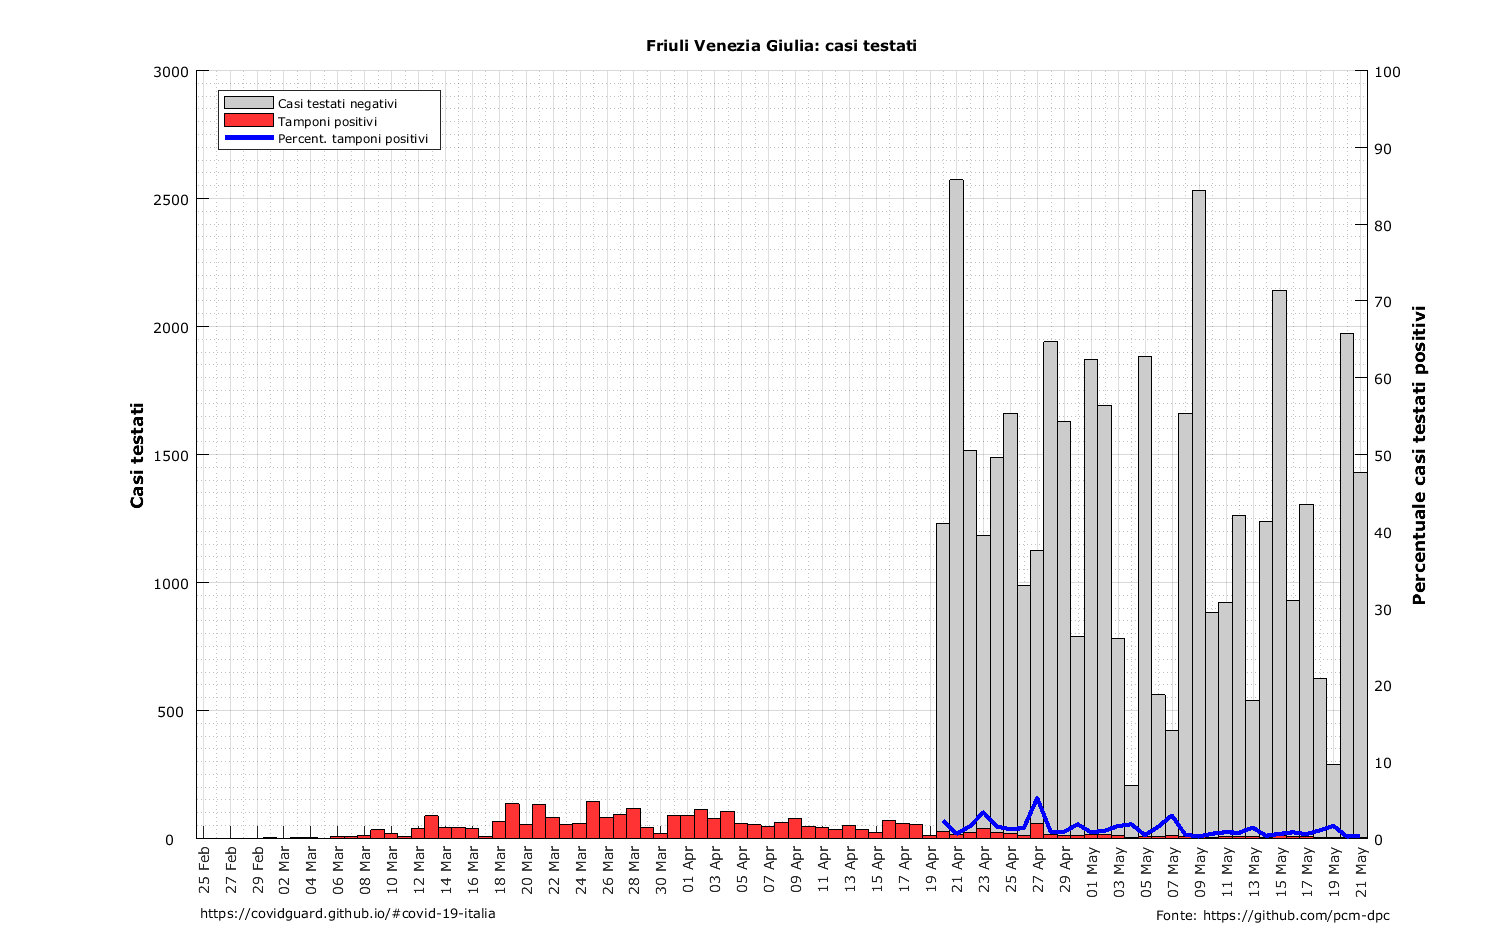 Friuli Venezia Giulia: casi testati
Casi testati negativi
Tamponi positivi
Percent. tamponi positivi
Casi testati
3000
2500
2000
1500
1000
500
0
Percentuale casi testati positivi
100
90
80
70
60
50
40
30
20
10
0
25 Feb
27 Feb
29 Feb
02 Mar
04 Mar
06 Mar
08 Mar
10 Mar
12 Mar
14 Mar
16 Mar
18 Mar
20 Mar
22 Mar
24 Mar
26 Mar
28 Mar
30 Mar
01 Apr
03 Apr
05 Apr
07 Apr
09 Apr
11 Apr
13 Apr
15 Apr
17 Apr
19 Apr
21 Apr
23 Apr
25 Apr
27 Apr
29 Apr
01 May
03 May
05 May
07 May
09 May
11 May
13 May
15 May
17 May
19 May
21 May
https://covidguard.github.io/#covid-19-italia
Fonte: https://github.com/pcm-dpc